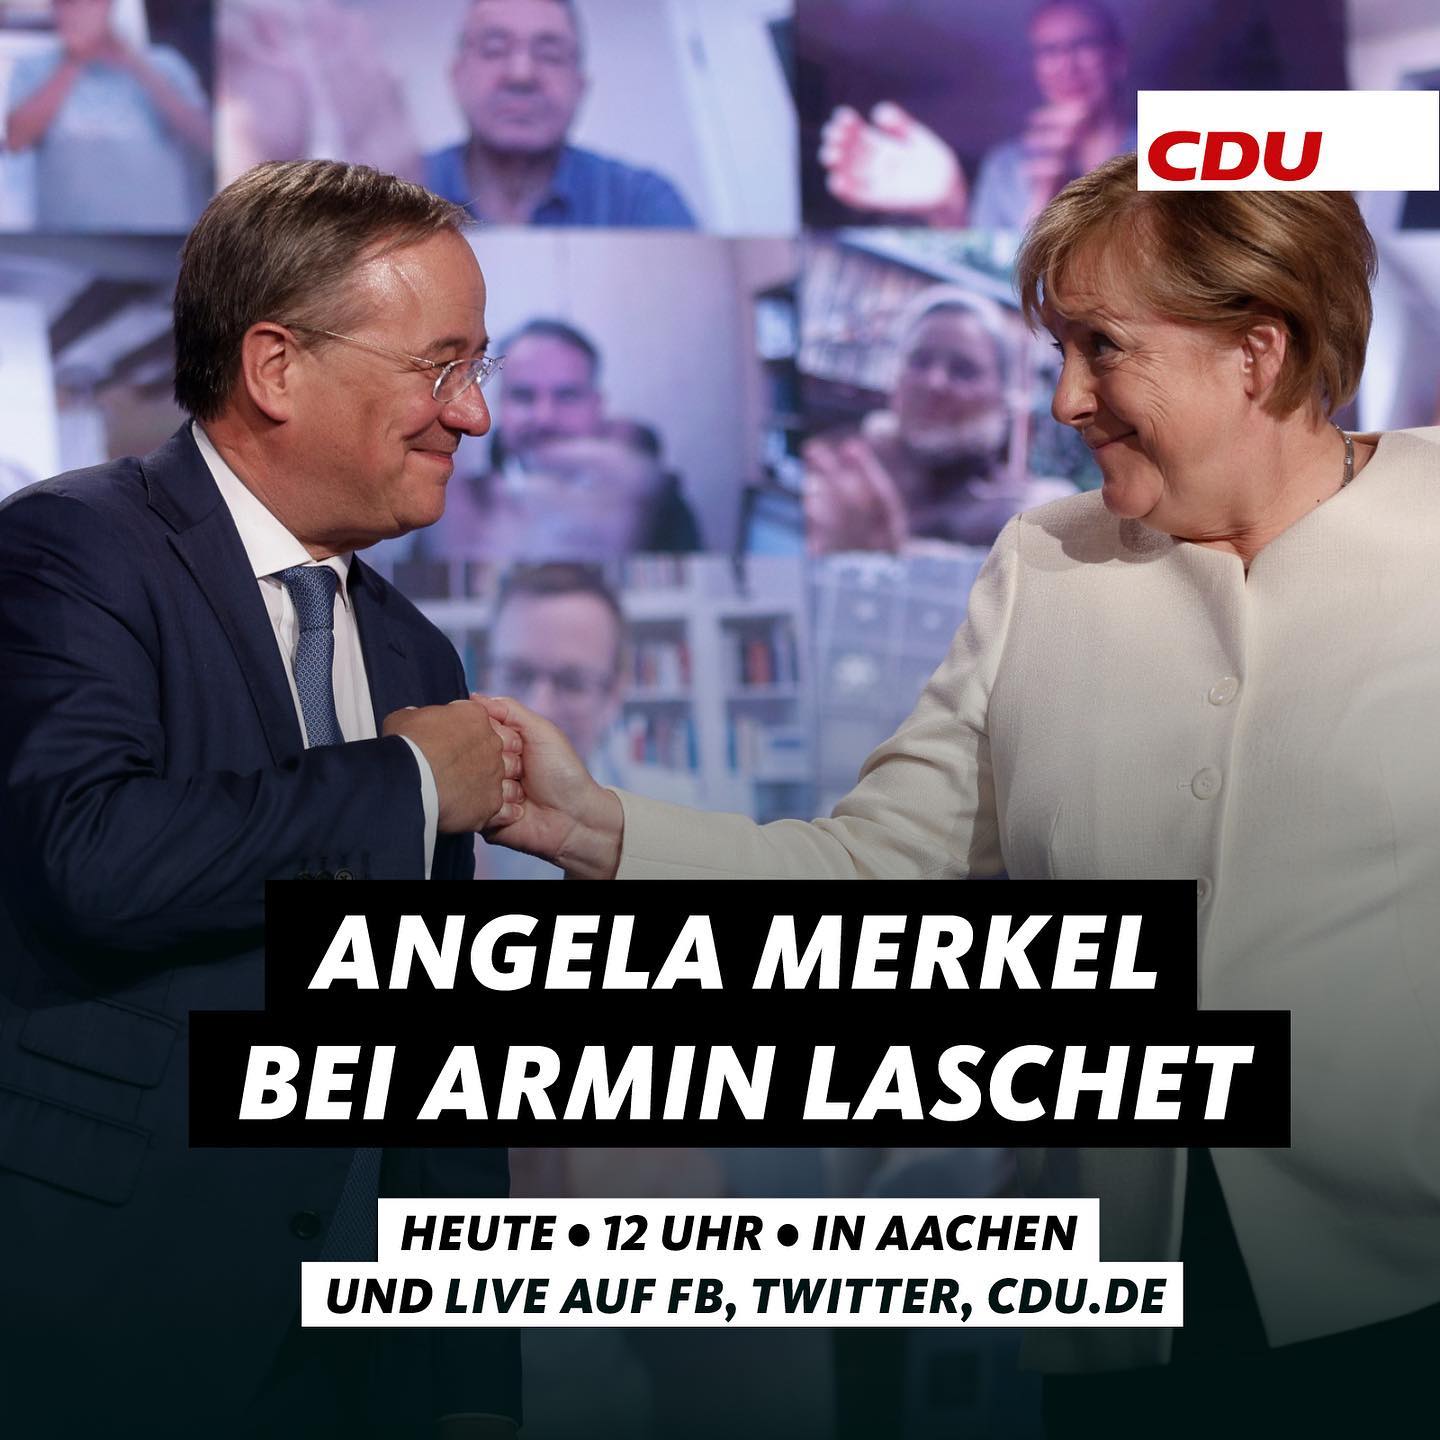 CDU
ANGELA MERKEL
BEI ARMIN LASCHET
HEUTE • 12 UHR • IN AACHEN
UND LIVE AUF FB, TWITTER, CDU.DE